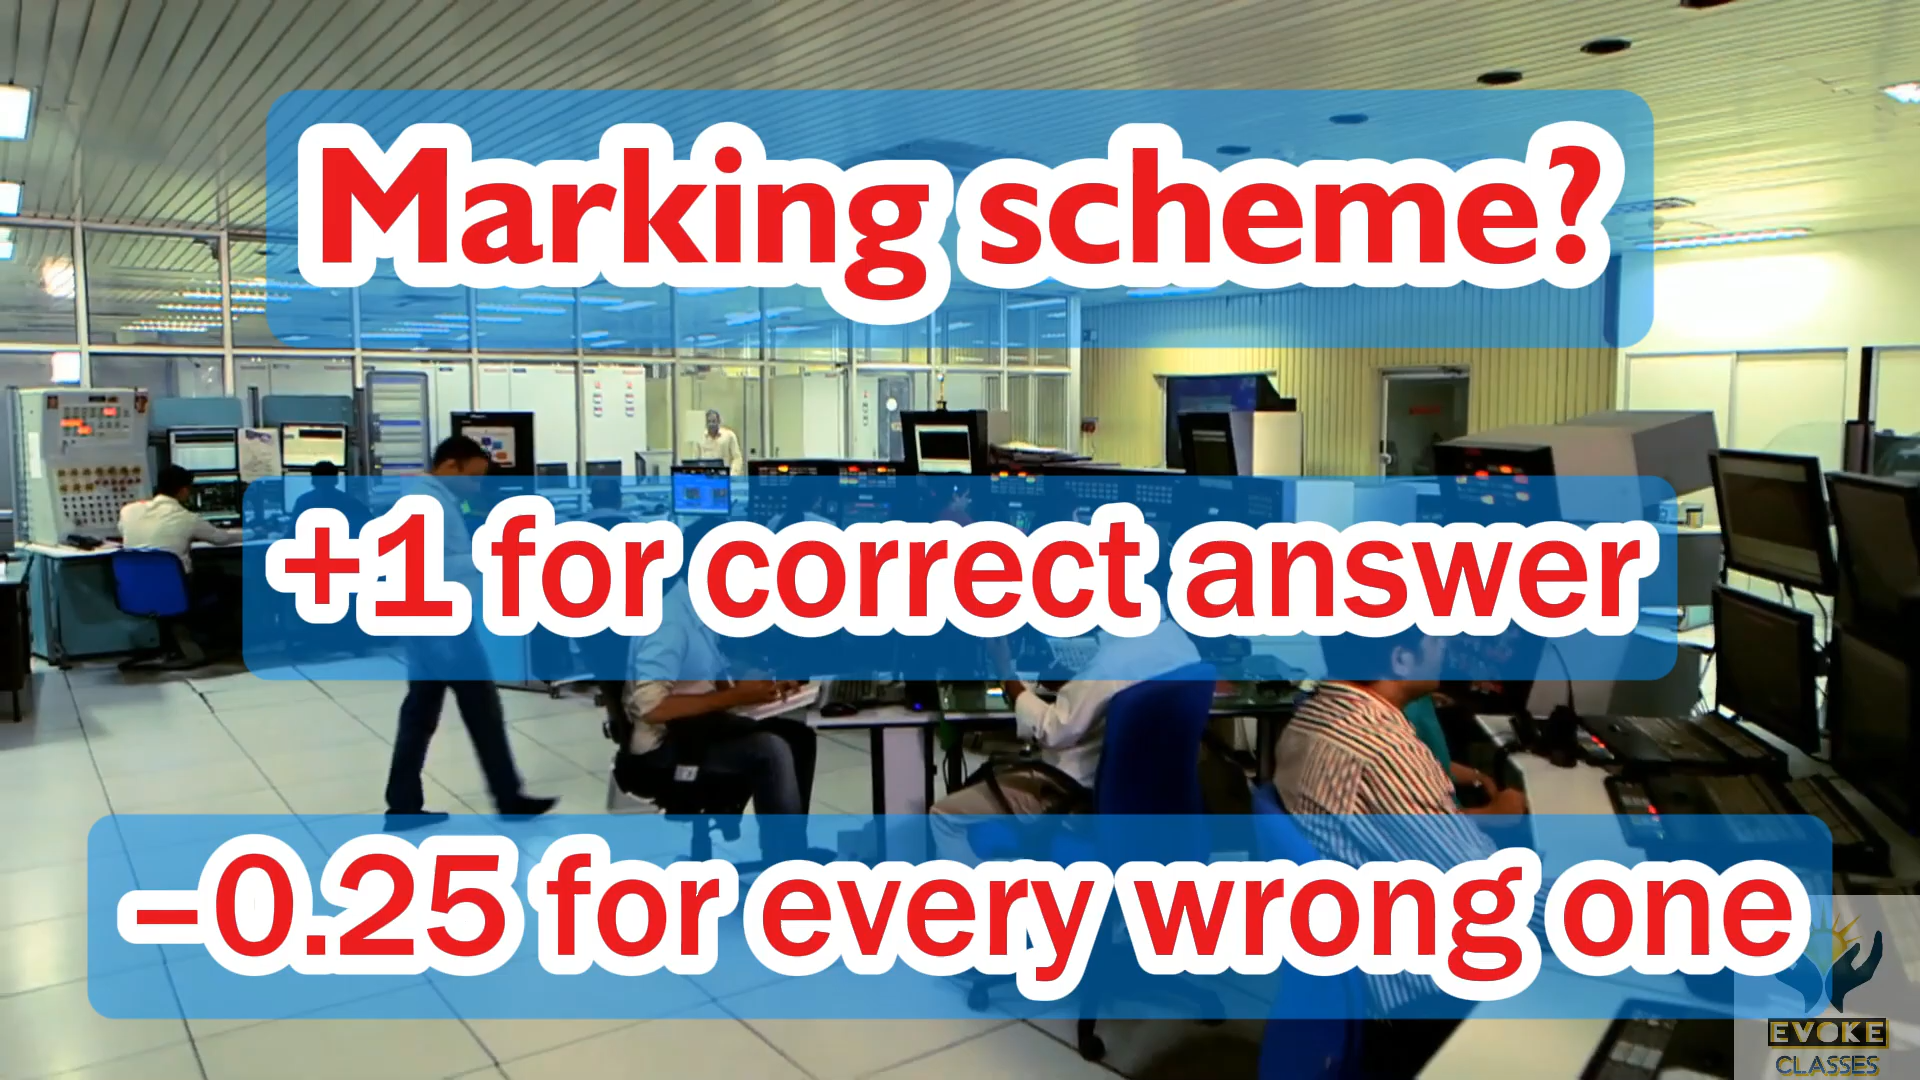 Marking scheme?
+1 for correct answer
–0.25 for every wrong one
EVOKE
CLASSES